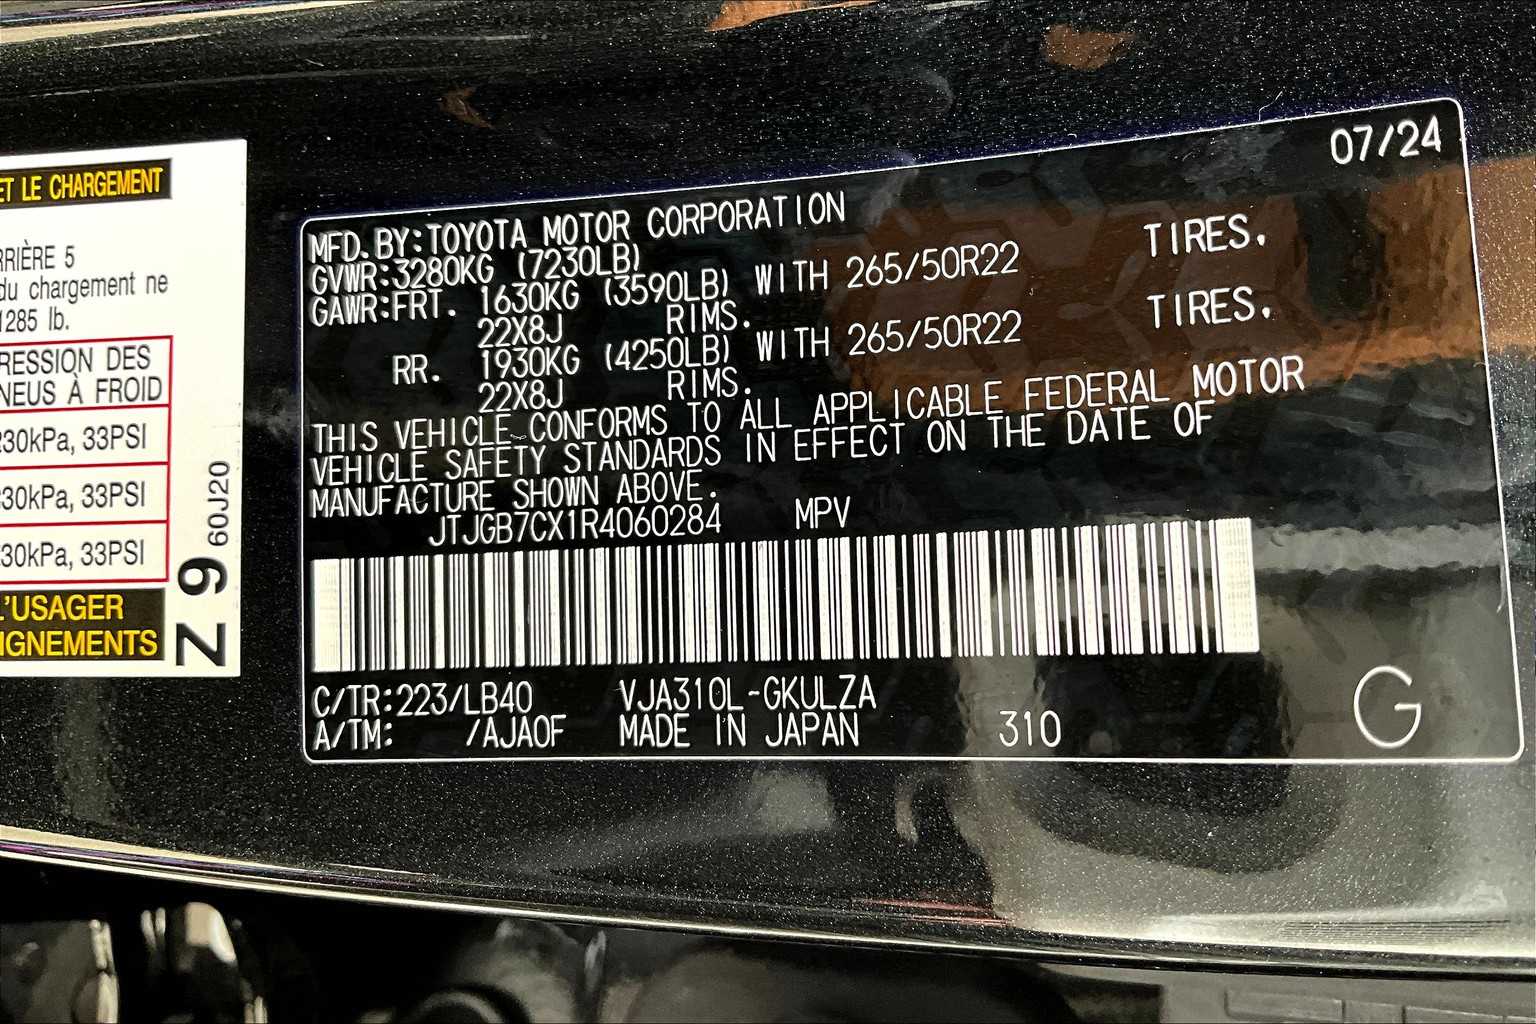 ET LE CHARGEMENT
RRIÈRE 5
du chargement ne
1285 lb.
RESSION DES
NEUS À FROID
230kPa, 33PSI
230kPa, 33PSI
230kPa, 33PSI
L'USAGER
IGNEMENTS
Z 9 60J20
07/24
MFD. BY:TOYOTA MOTOR CORPORATION
GVWR:3280KG (7230LB)
GAWR:FRT. 1630KG (3590LB) WITH 265/50R22 TIRES.
22X8J RIMS.
RR. 1930KG (4250LB) WITH 265/50R22 TIRES.
22X8J RIMS.
THIS VEHICLE CONFORMS TO ALL APPLICABLE FEDERAL MOTOR
VEHICLE SAFETY STANDARDS IN EFFECT ON THE DATE OF
MANUFACTURE SHOWN ABOVE.
JTJGB7CX1R4060284 MPV
C/TR:223/LB40 VJA310L-GKULZA
A/TM: /AJA0F MADE IN JAPAN 310 G